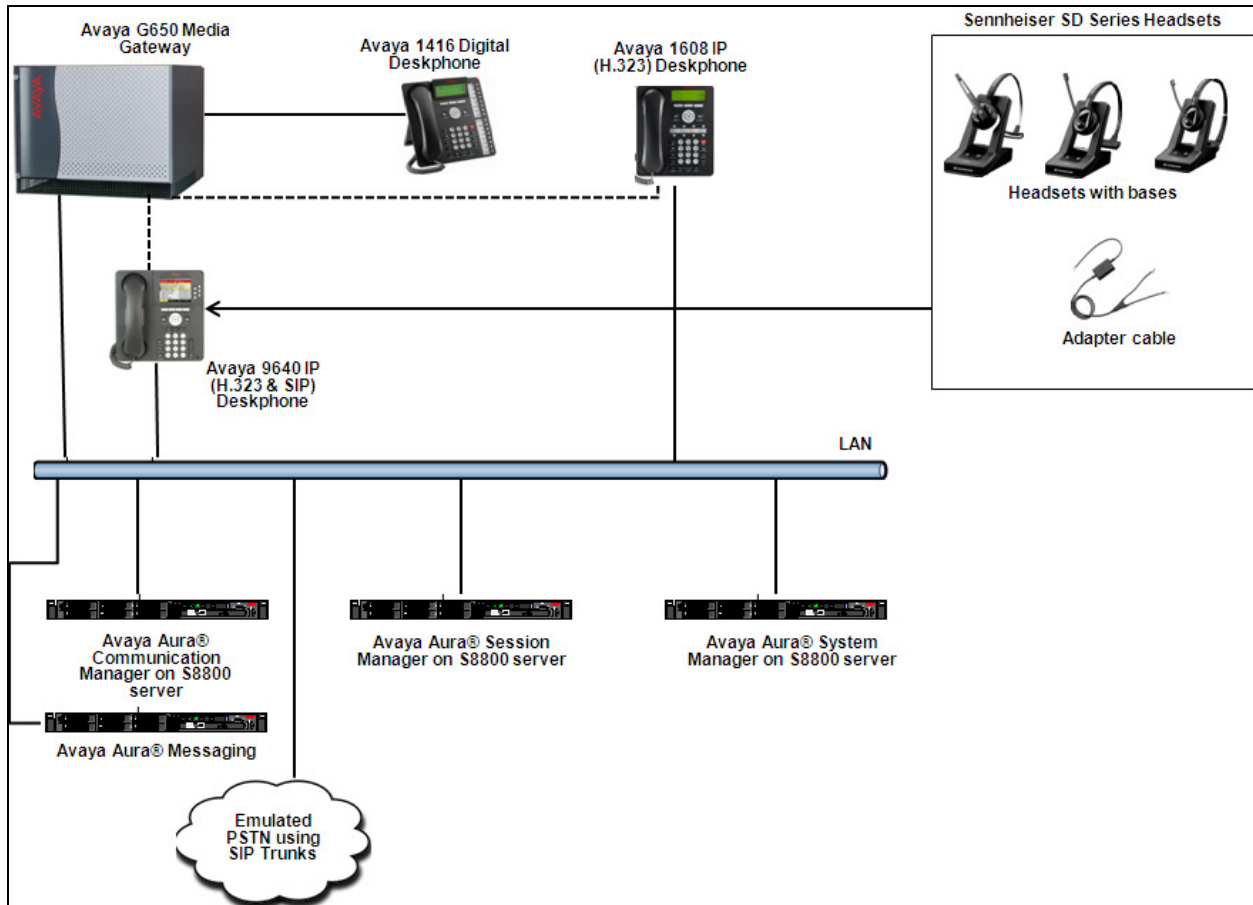 Avaya G650 Media
Gateway
AVAYA
Avaya 1416 Digital
Deskphone
Avaya 1608 IP
(H.323) Deskphone
Sennheiser SD Series Headsets
Headsets with bases
Adapter cable
Avaya 9640 IP
(H.323 & SIP)
Deskphone
LAN
Avaya Aura®
Communication
Manager on S8800
server
Avaya Aura® Session
Manager on S8800 server
Avaya Aura® System
Manager on S8800 server
Avaya Aura® Messaging
Emulated
PSTN using
SIP Trunks